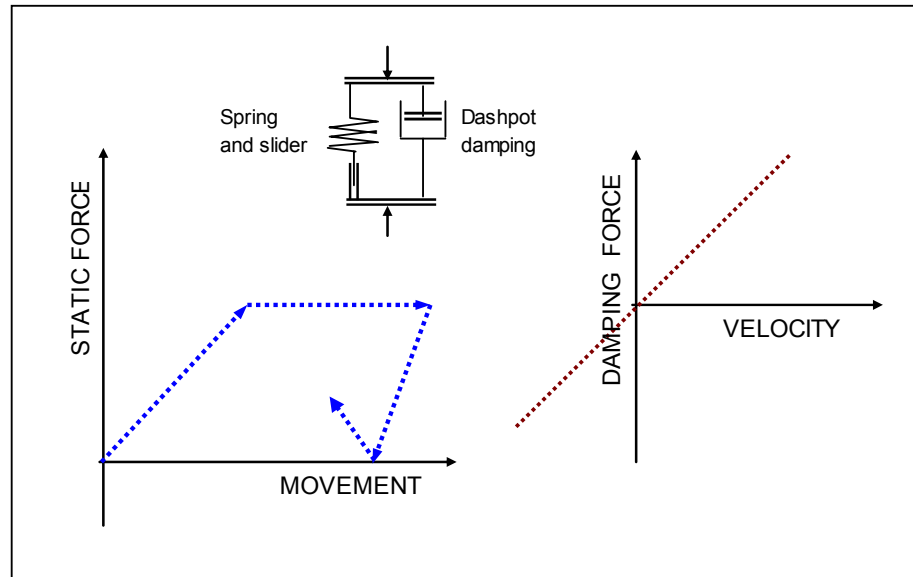 Spring
and slider
Dashpot
damping
STATIC FORCE
MOVEMENT
DAMPING FORCE
VELOCITY